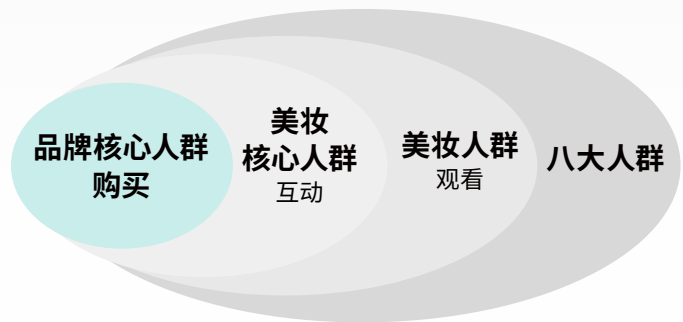 品牌核心人群
购买
美妆
核心人群
互动
美妆人群
观看
八大人群